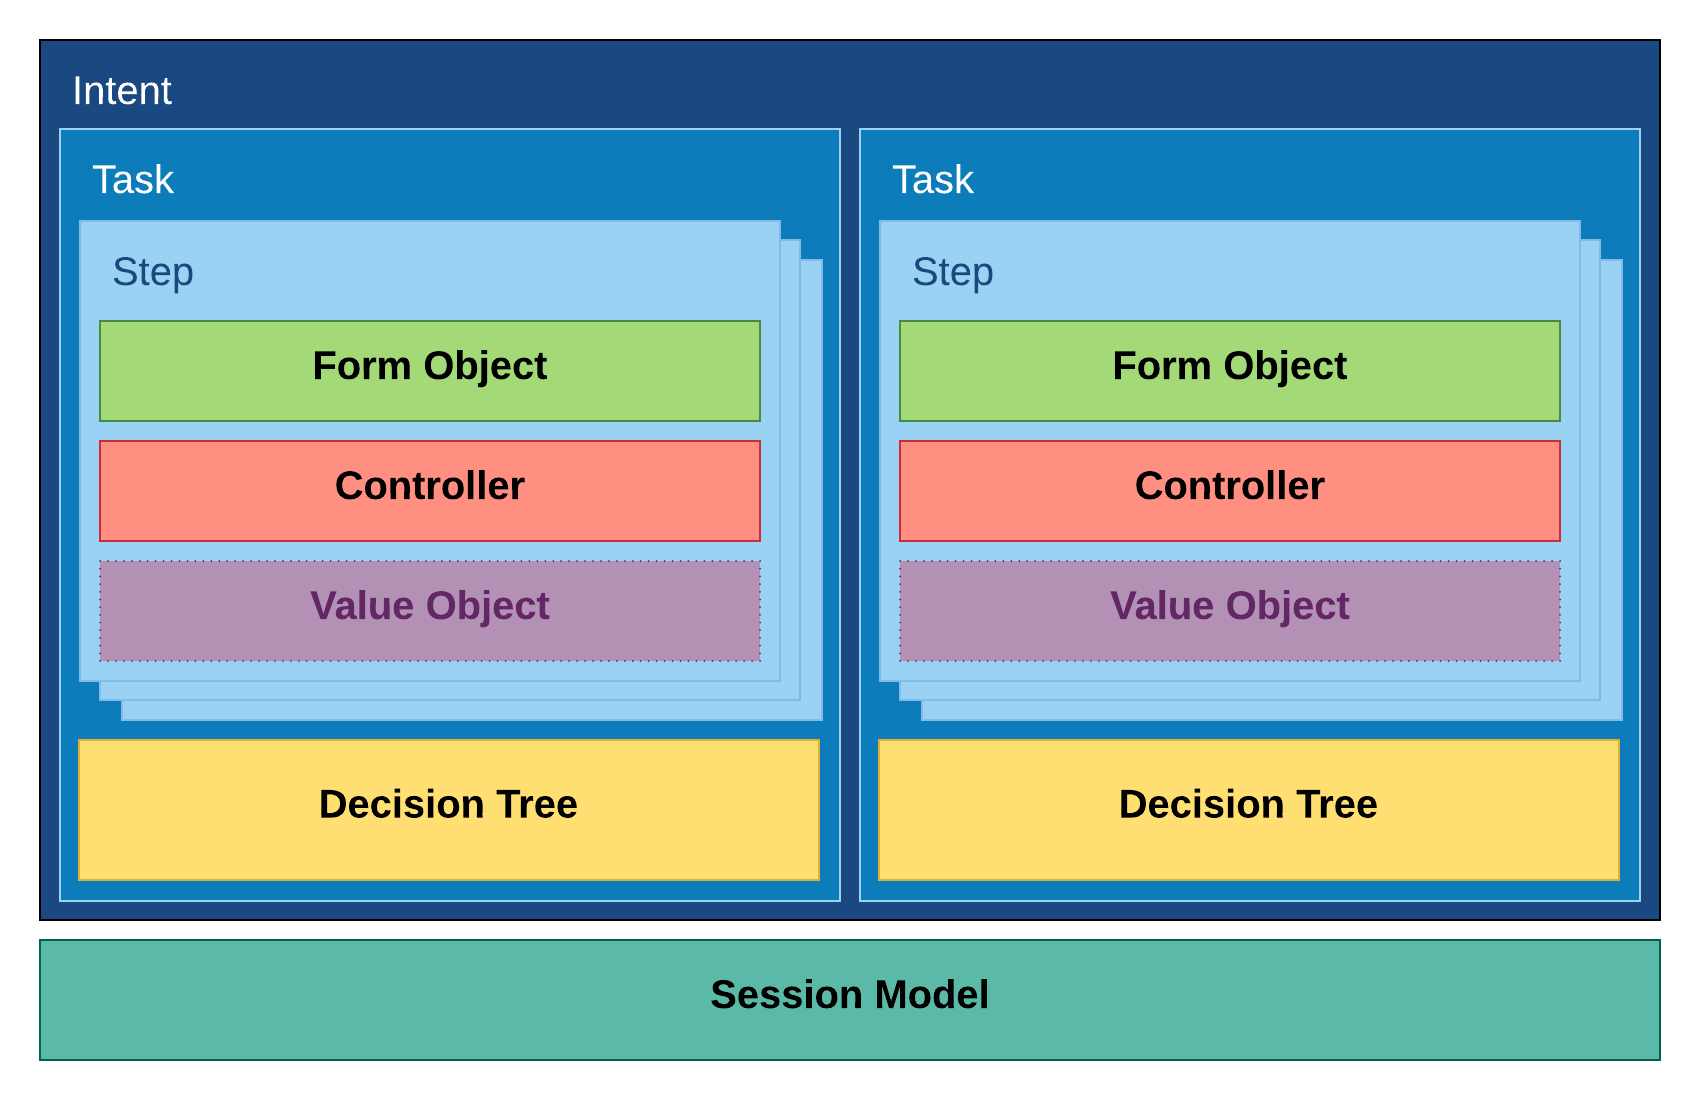 Intent
Task
Step
Form Object
Controller
Value Object
Decision Tree
Task
Step
Form Object
Controller
Value Object
Decision Tree
Session Model